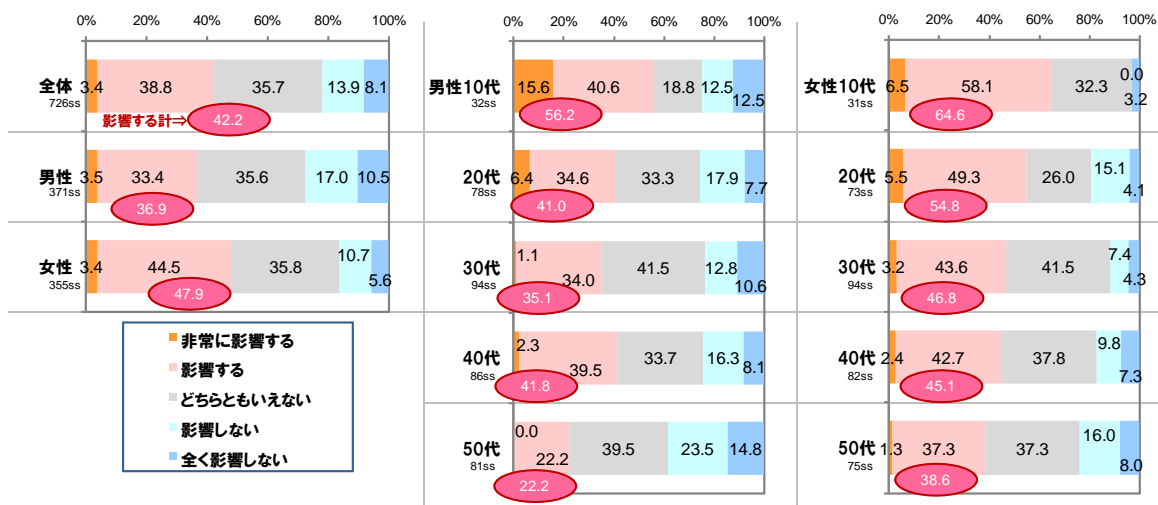 0% 20% 40% 60% 80% 100%
全体
726ss
3.4 38.8 35.7 13.9 8.1
影響する計⇒ 42.2
男性
371ss
3.5 33.4 35.6 17.0 10.5
36.9
女性
355ss
3.4 44.5 35.8 10.7 5.6
47.9
非常に影響する
影響する
どちらともいえない
影響しない
全く影響しない
0% 20% 40% 60% 80% 100%
男性10代
32ss
15.6 40.6 18.8 12.5 12.5
56.2
20代
78ss
6.4 34.6 33.3 17.9 7.7
41.0
30代
94ss
1.1 34.0 41.5 12.8 10.6
35.1
40代
86ss
2.3 39.5 33.7 16.3 8.1
41.8
50代
81ss
0.0 22.2 39.5 23.5 14.8
22.2
0% 20% 40% 60% 80% 100%
女性10代
31ss
6.5 58.1 32.3 0.0 3.2
64.6
20代
73ss
5.5 49.3 26.0 15.1 4.1
54.8
30代
94ss
3.2 43.6 41.5 7.4 4.3
46.8
40代
82ss
2.4 42.7 37.8 9.8 7.3
45.1
50代
75ss
1.3 37.3 37.3 16.0 8.0
38.6